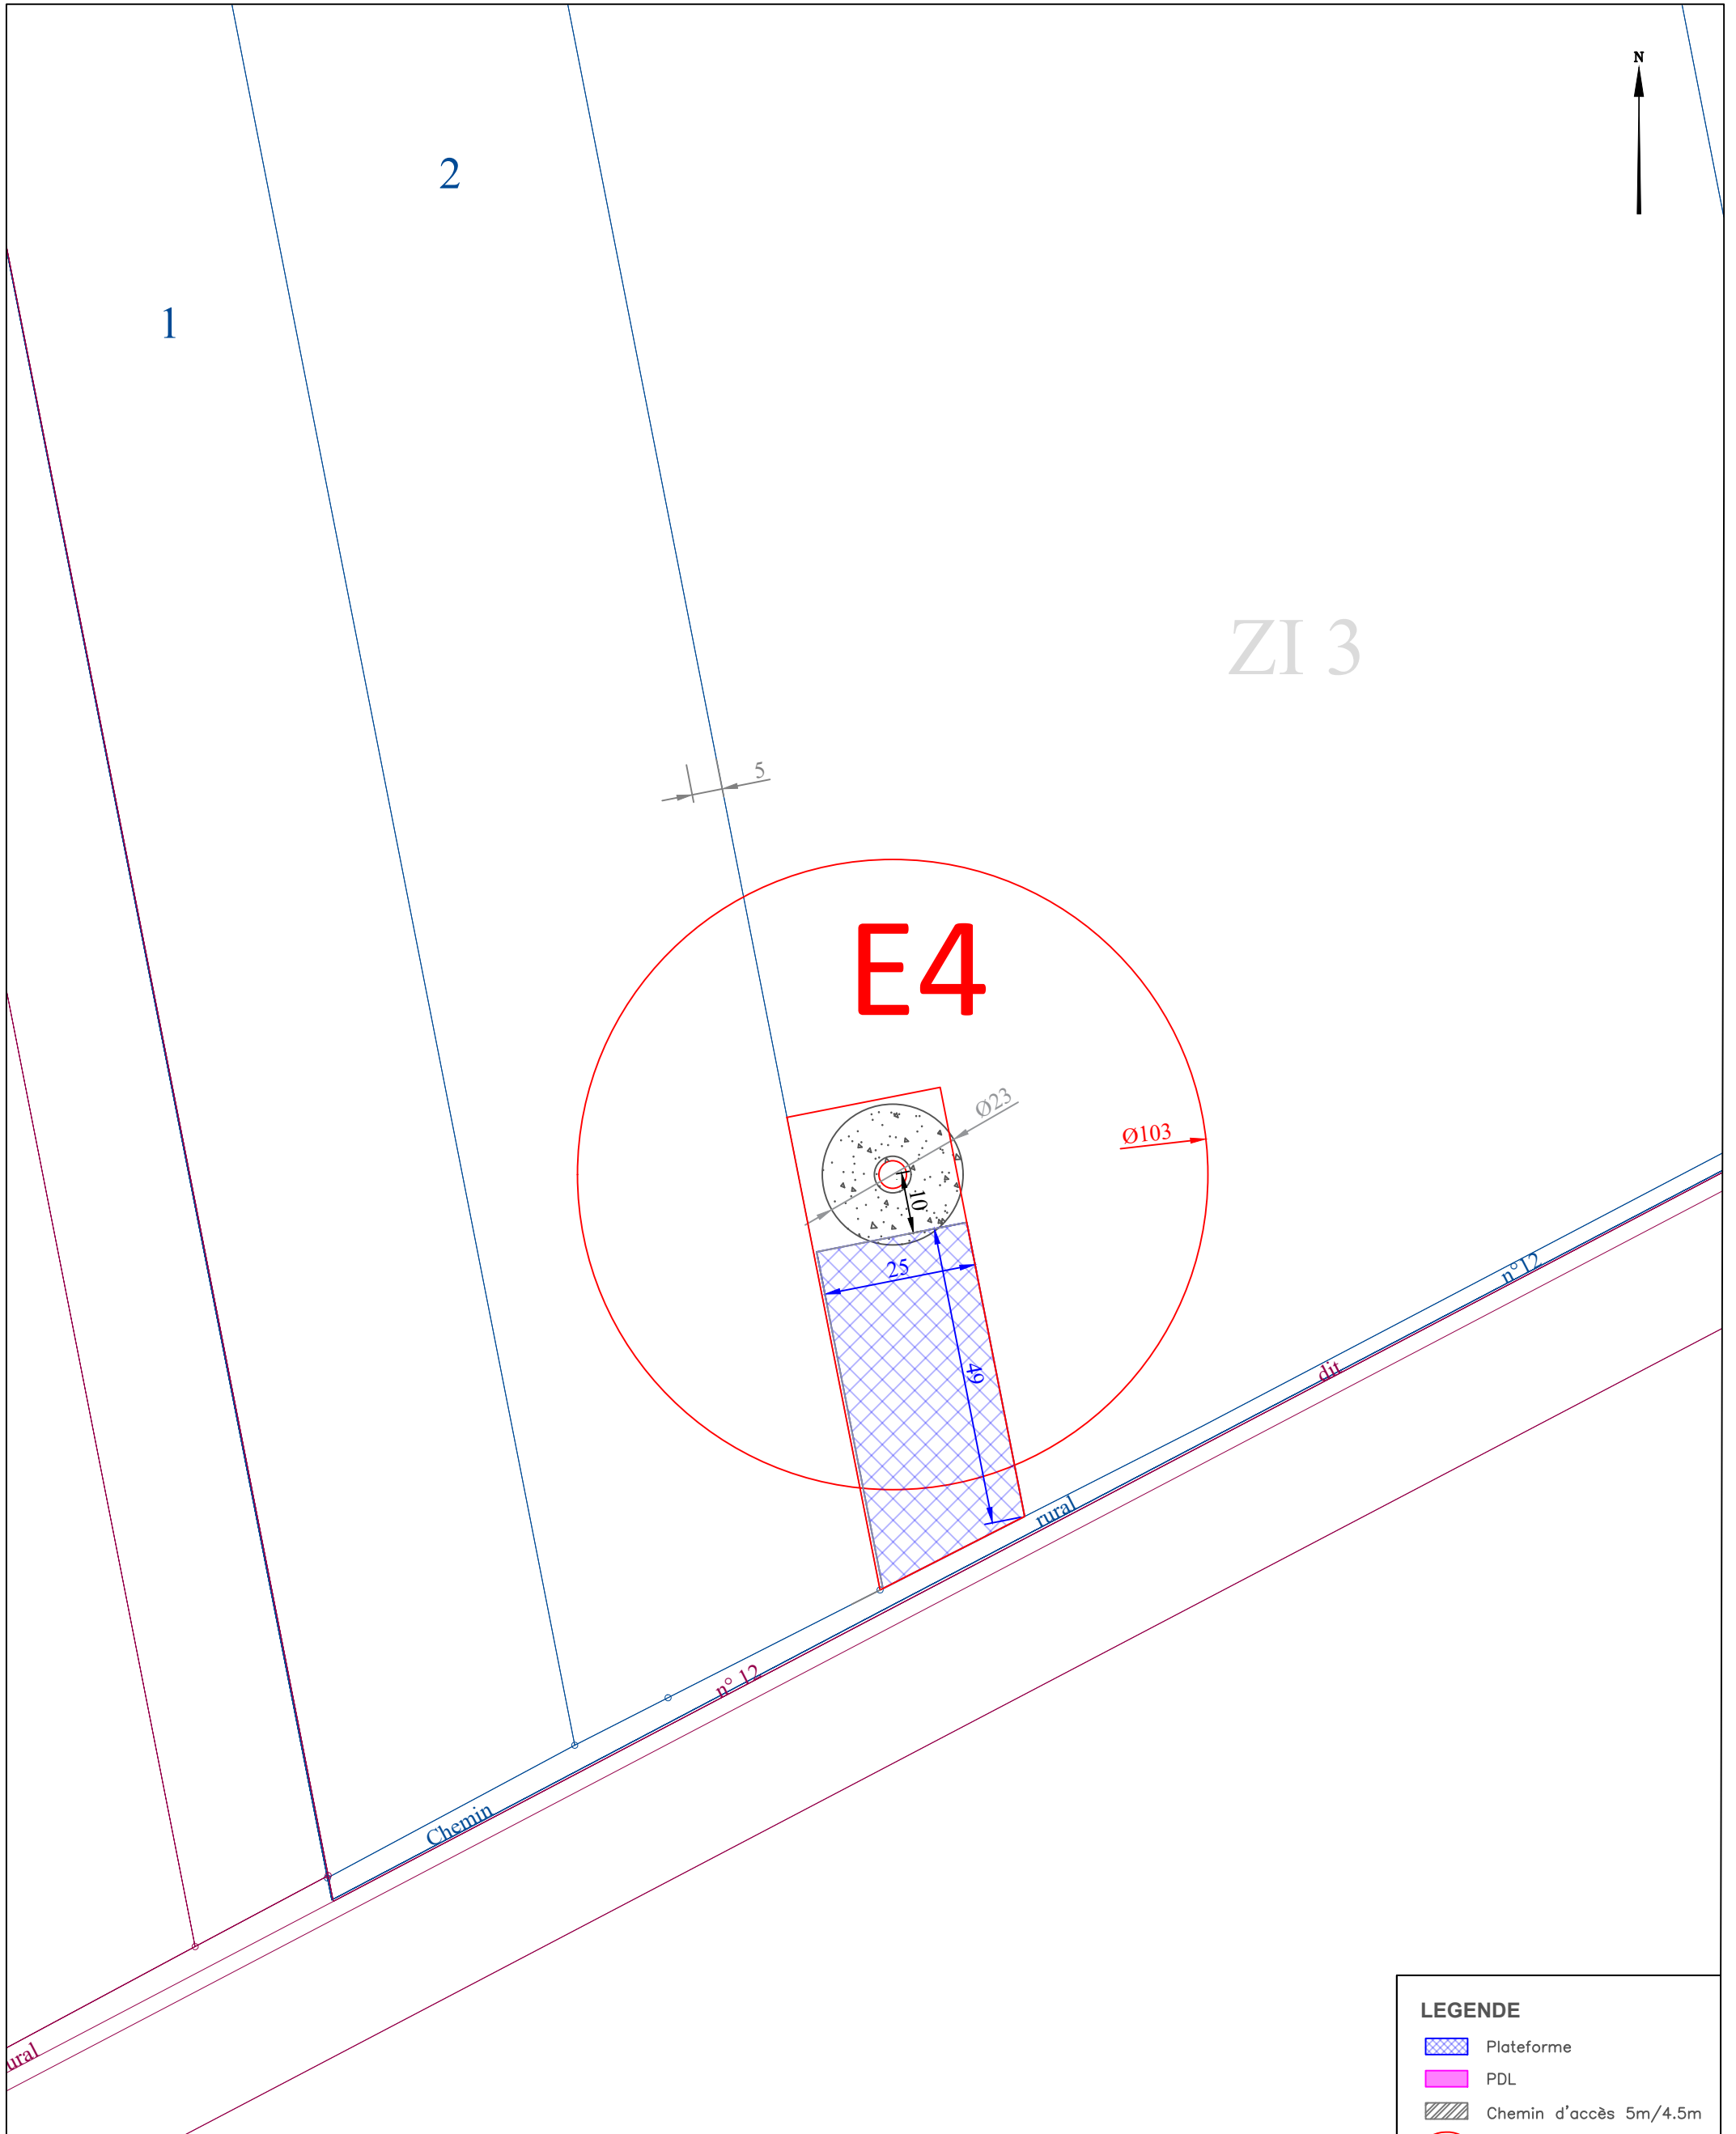 N
2
1
ZI 3
5
E4
Ø23
Ø103
10
25
49
n°12
dit
rural
n° 12
Chemin
ural
LEGENDE
Plateforme
PDL
Chemin d'accès 5m/4.5m